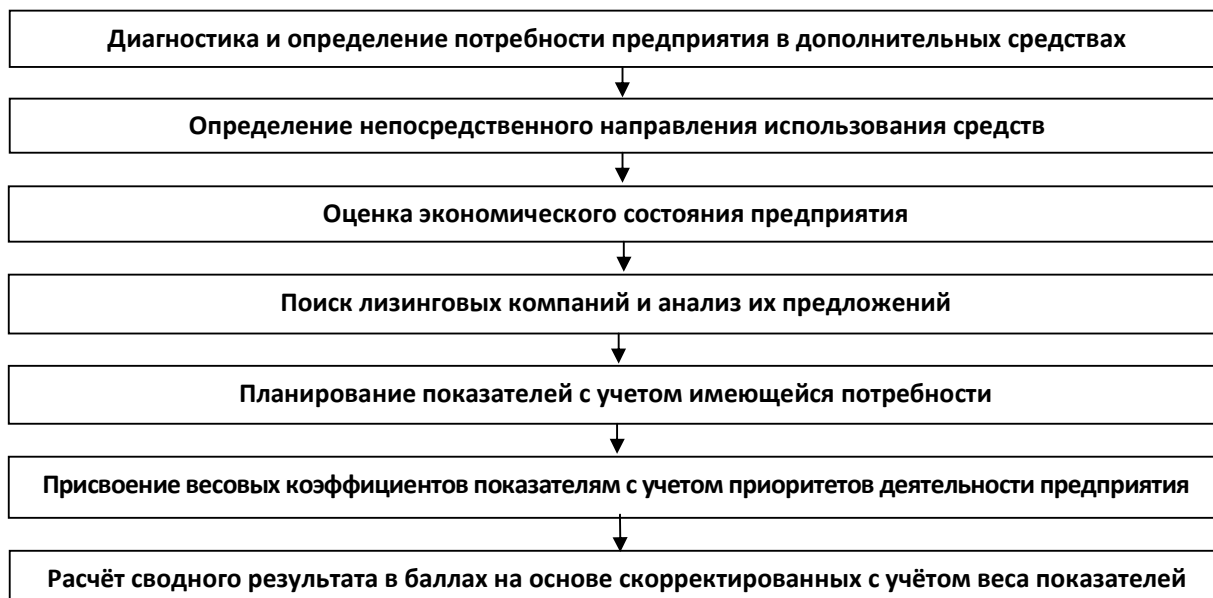 Диагностика и определение потребности предприятия в дополнительных средствах
Определение непосредственного направления использования средств
Оценка экономического состояния предприятия
Поиск лизинговых компаний и анализ их предложений
Планирование показателей с учетом имеющейся потребности
Присвоение весовых коэффициентов показателям с учетом приоритетов деятельности предприятия
Расчёт сводного результата в баллах на основе скорректированных с учётом веса показателей